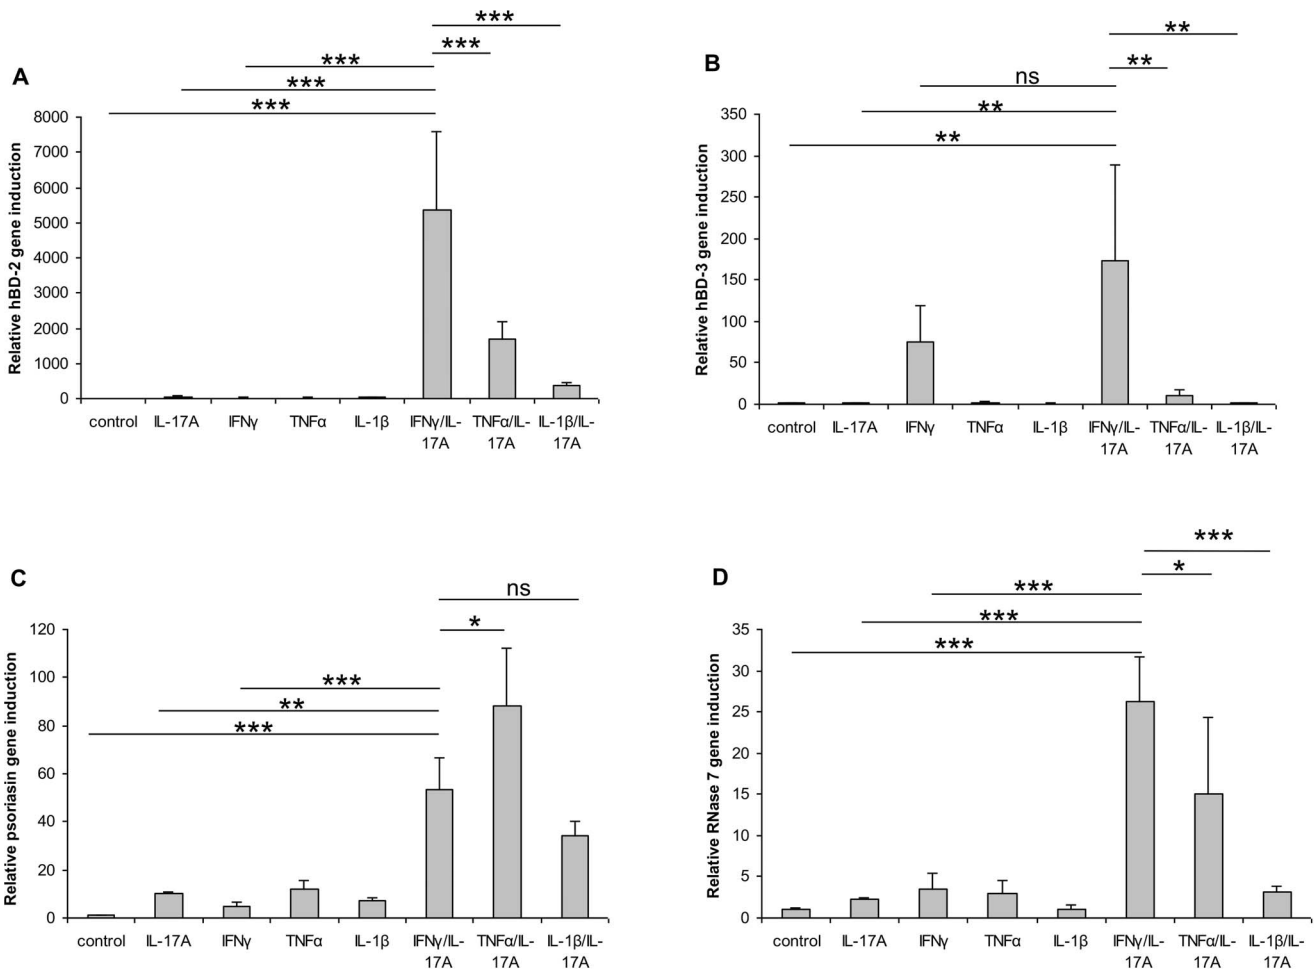 A
***
***
***
***
***
Relative hBD-2 gene induction
8000
7000
6000
5000
4000
3000
2000
1000
0
control IL-17A IFNγ TNFα IL-1β IFNγ/IL- TNFα/IL- IL-1β/IL-
17A 17A 17A
B
**
**
ns
**
**
Relative hBD-3 gene induction
350
300
250
200
150
100
50
0
control IL-17A IFNγ TNFα IL-1β IFNγ/IL- TNFα/IL- IL-1β/IL-
17A 17A 17A
C
ns
*
***
**
***
Relative psoriasin gene induction
120
100
80
60
40
20
0
control IL-17A IFNγ TNFα IL-1β IFNγ/IL- TNFα/IL- IL-1β/IL-
17A 17A 17A
D
***
*
***
***
***
Relative RNase 7 gene induction
35
30
25
20
15
10
5
0
control IL-17A IFNγ TNFα IL-1β IFNγ/IL- TNFα/IL- IL-1β/IL-
17A 17A 17A